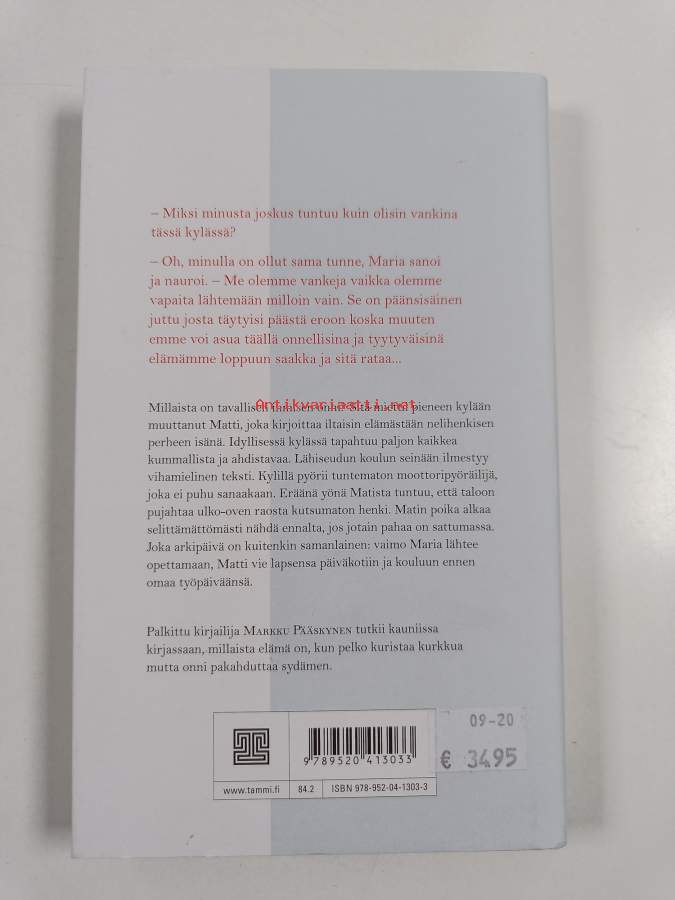 – Miksi minusta joskus tuntuu kuin olisin vankina
tässä kylässä?
– Oh, minulla on ollut sama tunne, Maria sanoi
ja nauroi. – Me olemme vankeja vaikka olemme
vapaita lähtemään milloin vain. Se on päänsisäinen
juttu josta täytyisi päästä eroon koska muuten
emme voi asua täällä onnellisina ja tyytyväisinä
elämämme loppuun saakka ja sitä rataa...
Antikvariaatti.net
Millaista on tavallisen ihmisen onni? Sitä miettii pieneen kylään
muuttanut Matti, joka kirjoittaa iltaisin elämästään nelihenkisen
perheen isänä. Idyllisessä kylässä tapahtuu paljon kaikkea
kummallista ja ahdistavaa. Lähiseudun koulun seinään ilmestyy
vihamielinen teksti. Kylillä pyörii tuntematon moottoripyöräilijä,
joka ei puhu sanaakaan. Eräänä yönä Matista tuntuu, että taloon
pujahtaa ulko-oven raosta kutsumaton henki. Matin poika alkaa
selittämättömästi nähdä ennalta, jos jotain pahaa on sattumassa.
Joka arkipäivä on kuitenkin samanlainen: vaimo Maria lähtee
opettamaan, Matti vie lapsensa päiväkotiin ja kouluun ennen
omaa työpäiväänsä.
Palkittu kirjailija Markku Pääskynen tutkii kauniissa
kirjassaan, millaista elämä on, kun pelko kuristaa kurkkua
mutta onni pakahduttaa sydämen.
09-20
€ 34.95
9 789520 413033
www.tammi.fi
84.2
ISBN 978-952-04-1303-3